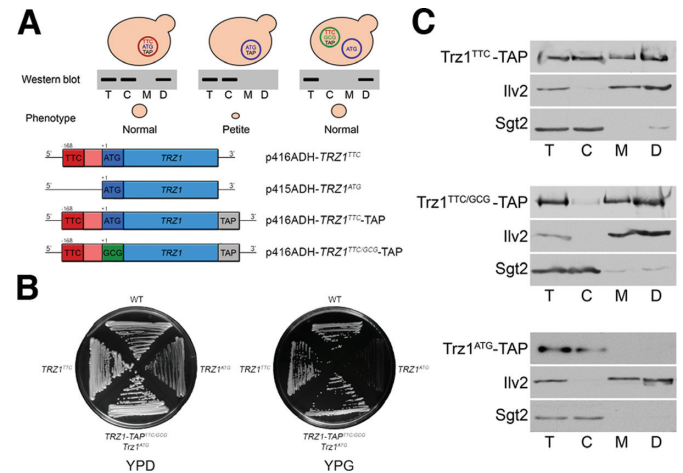 A
TTC
ATG
TAP
ATG
TAP
TTC
GCG
TAP
ATG
Western blot
T C M D
T C M D
T C M D
Phenotype
Normal
Petite
Normal
-168
+1
5'
TTC
ATG
TRZ1
3'
p416ADH-TRZ1TTC
+1
5'
ATG
TRZ1
3'
p415ADH-TRZ1ATG
-168
+1
5'
TTC
ATG
TRZ1
TAP
3'
p416ADH-TRZ1TTC-TAP
-168
+1
5'
TTC
GCG
TRZ1
TAP
3'
p416ADH-TRZ1TTC/GCG-TAP
B
WT
TRZ1TTC
TRZ1ATG
TRZ1-TAPTTC/GCG
Trz1ATG
YPD
WT
TRZ1TTC
TRZ1ATG
TRZ1-TAPTTC/GCG
Trz1ATG
YPG
C
Trz1TTC-TAP
Ilv2
Sgt2
T C M D
Trz1TTC/GCG-TAP
Ilv2
Sgt2
T C M D
Trz1ATG-TAP
Ilv2
Sgt2
T C M D